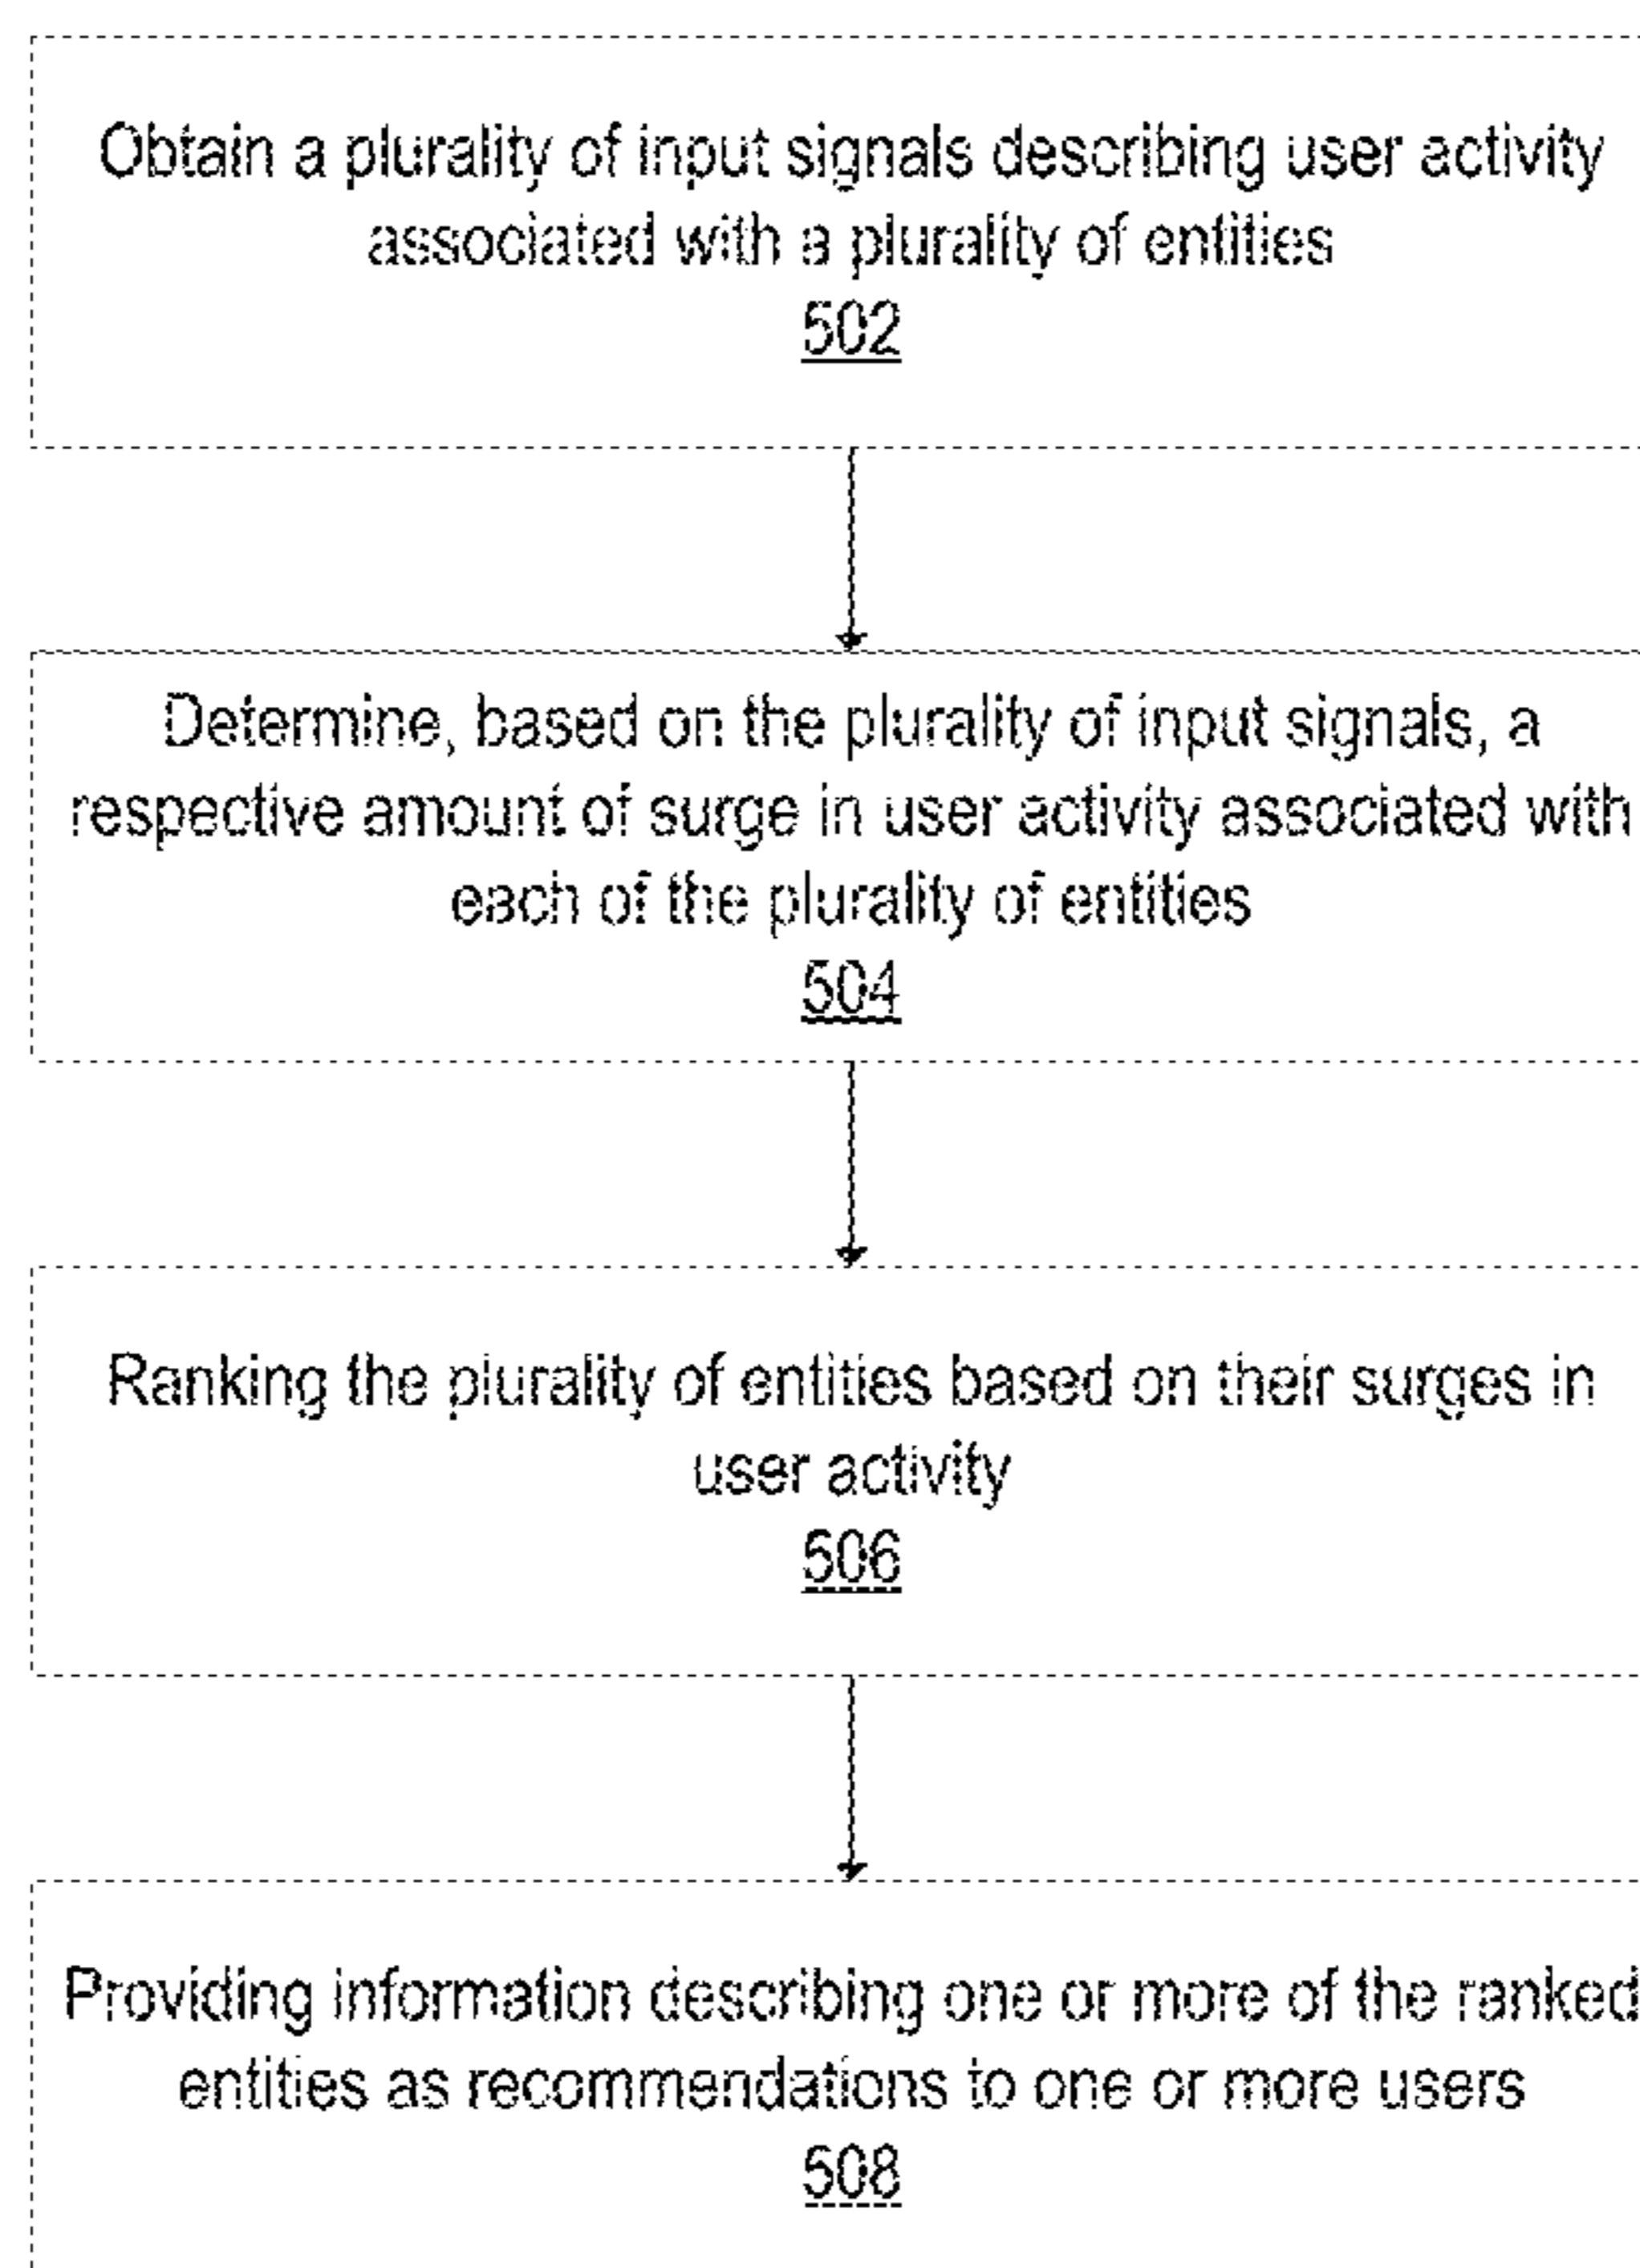 Obtain a plurality of input signals describing user activity
associated with a plurality of entities
502
Determine, based on the plurality of input signals, a
respective amount of surge in user activity associated with
each of the plurality of entities
504
Ranking the plurality of entities based on their surges in
user activity
506
Providing information describing one or more of the ranked
entities as recommendations to one or more users
508